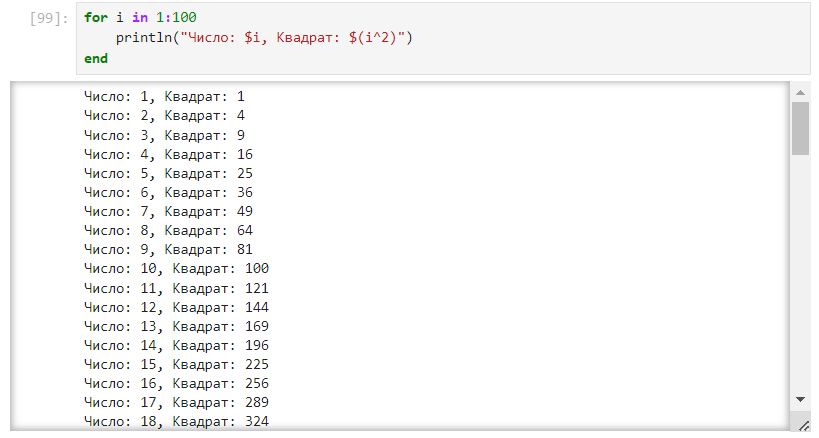 [99]: for i in 1:100
    println("Число: $i, Квадрат: $(i^2)")
end
Число: 1, Квадрат: 1
Число: 2, Квадрат: 4
Число: 3, Квадрат: 9
Число: 4, Квадрат: 16
Число: 5, Квадрат: 25
Число: 6, Квадрат: 36
Число: 7, Квадрат: 49
Число: 8, Квадрат: 64
Число: 9, Квадрат: 81
Число: 10, Квадрат: 100
Число: 11, Квадрат: 121
Число: 12, Квадрат: 144
Число: 13, Квадрат: 169
Число: 14, Квадрат: 196
Число: 15, Квадрат: 225
Число: 16, Квадрат: 256
Число: 17, Квадрат: 289
Число: 18, Квадрат: 324